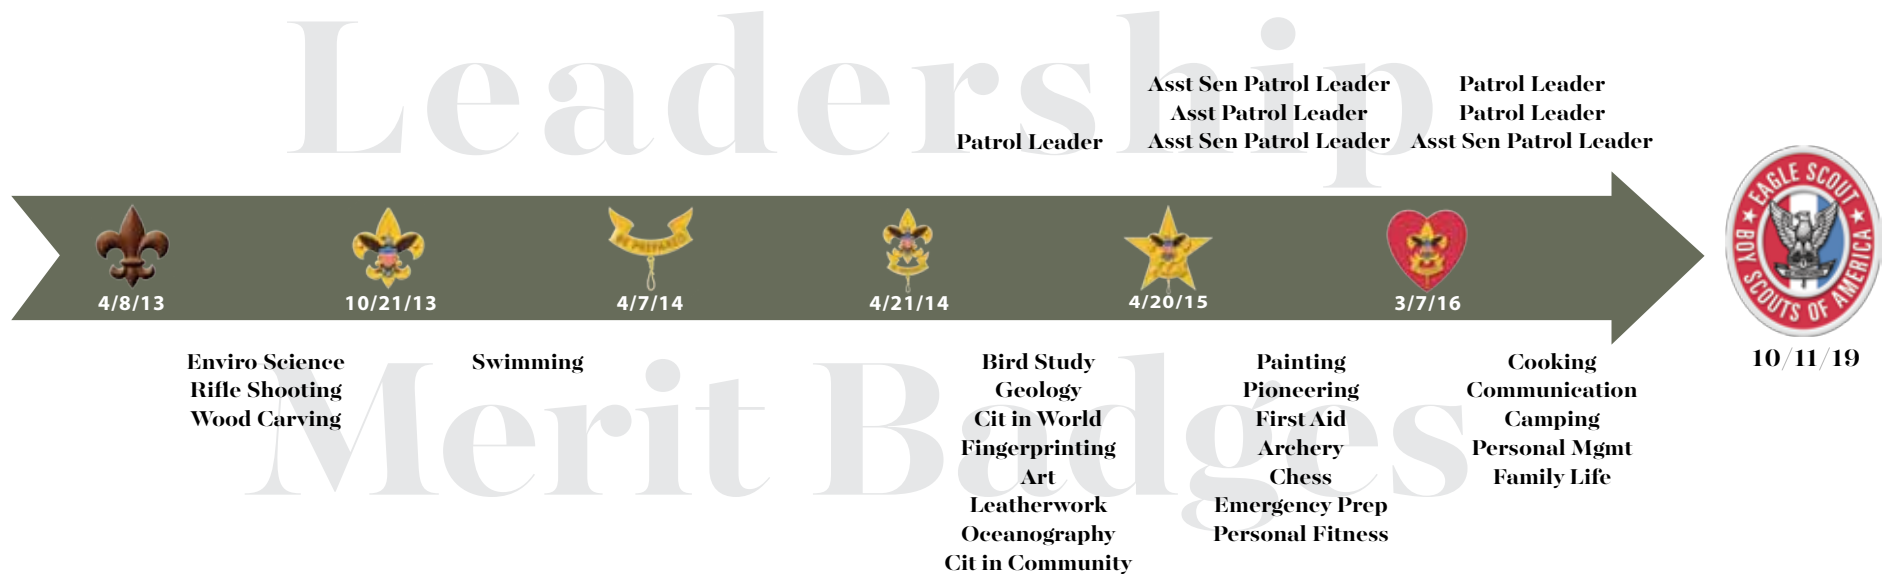 Leadership
Asst Sen Patrol Leader
Patrol Leader
Asst Patrol Leader
Patrol Leader
Patrol Leader
Asst Sen Patrol Leader
Asst Sen Patrol Leader
BE PREPARED
EAGLE SCOUT
BOY SCOUTS OF AMERICA
4/8/13
10/21/13
4/7/14
4/21/14
4/20/15
3/7/16
10/11/19
Merit Badges
Enviro Science
Rifle Shooting
Wood Carving
Swimming
Bird Study
Geology
Cit in World
Fingerprinting
Art
Leatherwork
Oceanography
Cit in Community
Painting
Pioneering
First Aid
Archery
Chess
Emergency Prep
Personal Fitness
Cooking
Communication
Camping
Personal Mgmt
Family Life